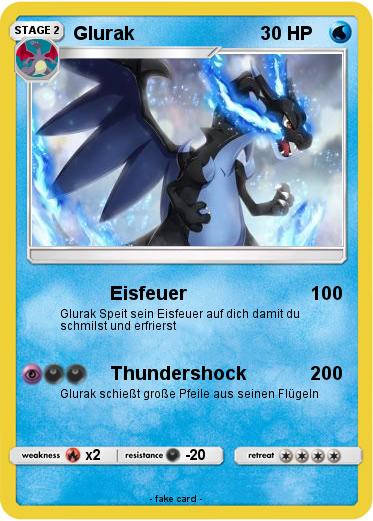 STAGE 2 Glurak 30 HP
Eisfeuer 100
Glurak Speit sein Eisfeuer auf dich damit du
schmilst und erfrierst
Thundershock 200
Glurak schießt große Pfeile aus seinen Flügeln
weakness x2 resistance -20 retreat
- fake card -